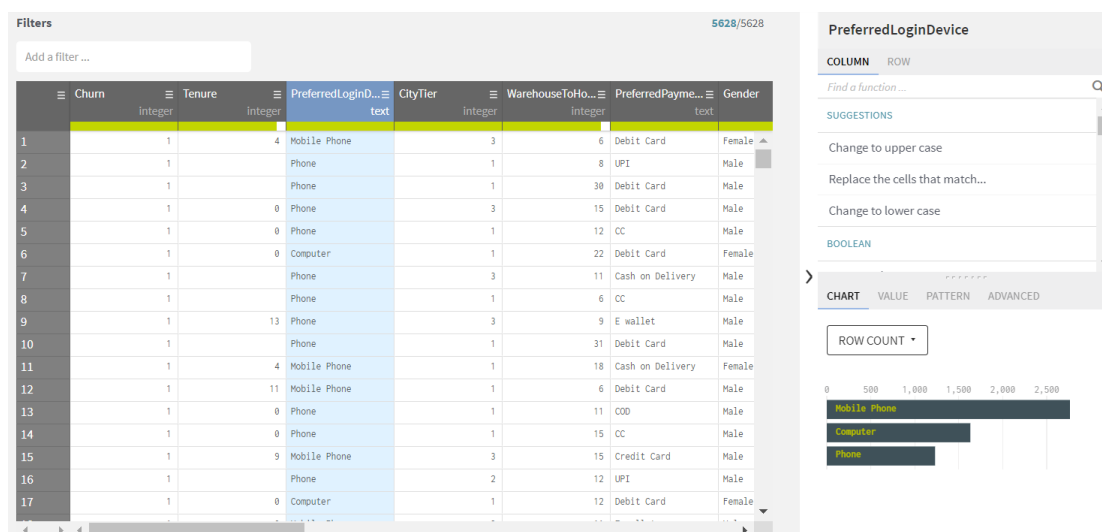 Filters
5628/5628
Add a filter ...
Churn Tenure PreferredLoginD... CityTier WarehouseToHo... PreferredPayme... Gender
integer integer text integer integer text
1 1 4 Mobile Phone 3 6 Debit Card Female
2 1 Phone 1 8 UPI Male
3 1 Phone 1 30 Debit Card Male
4 1 0 Phone 3 15 Debit Card Male
5 1 0 Phone 1 12 CC Male
6 1 0 Computer 1 22 Debit Card Female
7 1 Phone 3 11 Cash on Delivery Male
8 1 Phone 1 6 CC Male
9 1 13 Phone 3 9 E wallet Male
10 1 Phone 1 31 Debit Card Male
11 1 4 Mobile Phone 1 18 Cash on Delivery Female
12 1 11 Mobile Phone 1 6 Debit Card Male
13 1 0 Phone 1 11 COD Male
14 1 0 Phone 1 15 CC Male
15 1 9 Mobile Phone 3 15 Credit Card Male
16 1 Phone 2 12 UPI Male
17 1 0 Computer 1 12 Debit Card Female
PreferredLoginDevice
COLUMN ROW
Find a function ...
SUGGESTIONS
Change to upper case
Replace the cells that match...
Change to lower case
BOOLEAN
CHART VALUE PATTERN ADVANCED
ROW COUNT
0 500 1,000 1,500 2,000 2,500
Mobile Phone
Computer
Phone